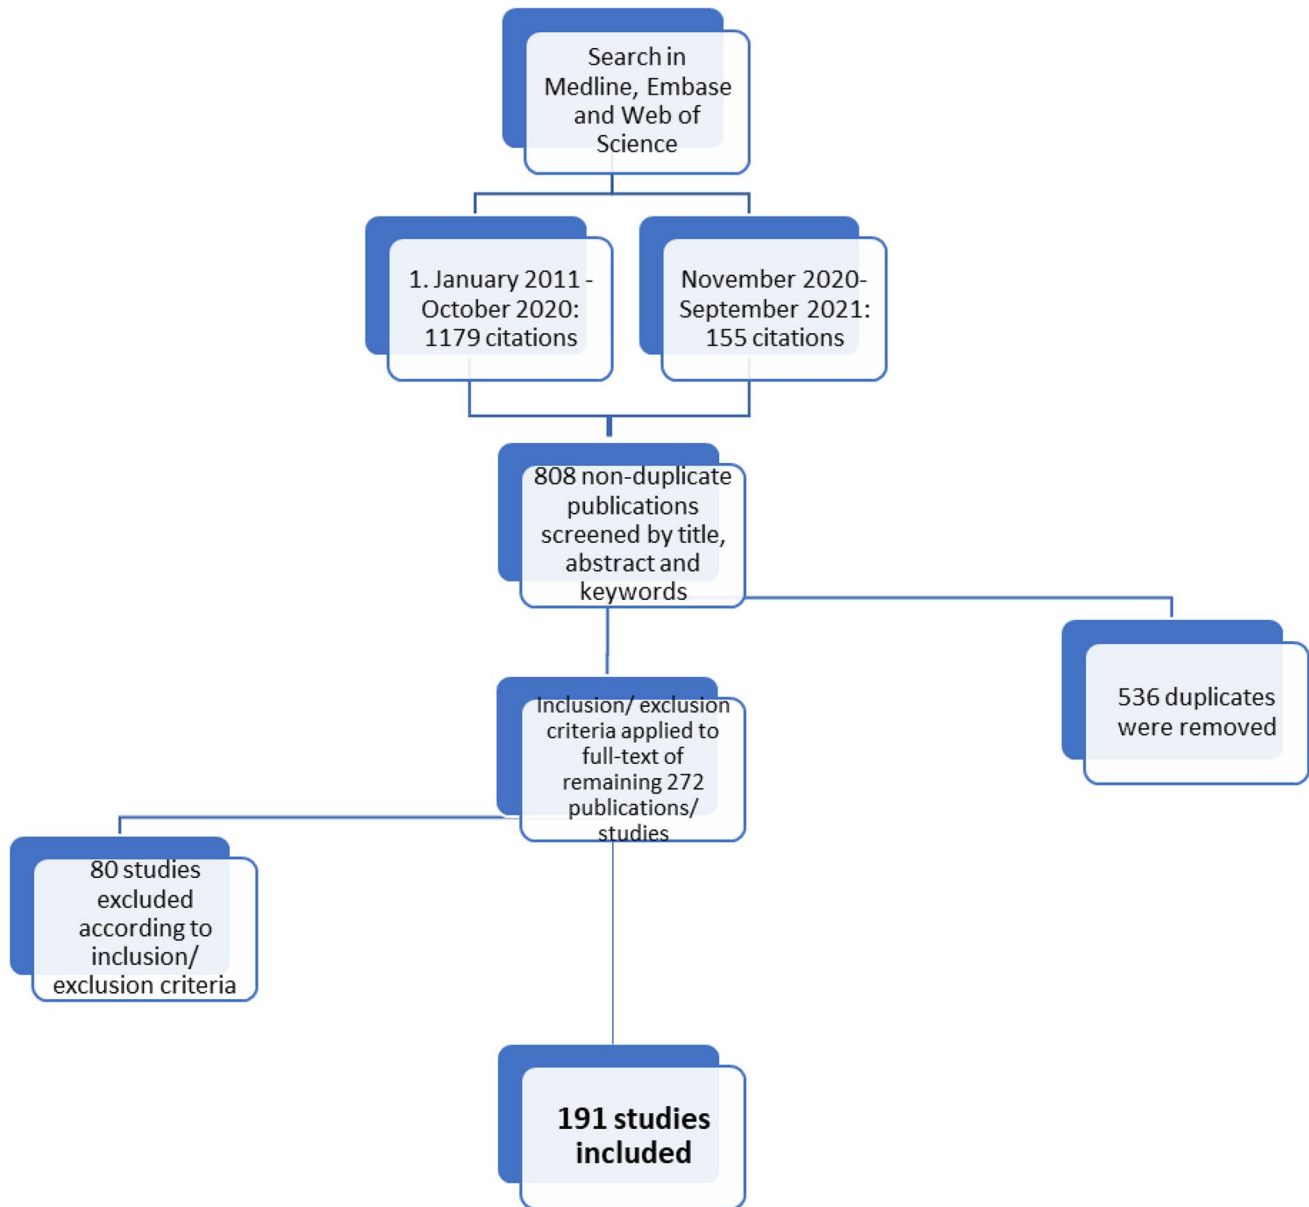 Search in
Medline, Embase
and Web of
Science
1. January 2011 -
October 2020:
1179 citations
November 2020-
September 2021:
155 citations
808 non-duplicate
publications
screened by title,
abstract and
keywords
536 duplicates
were removed
Inclusion/ exclusion
criteria applied to
full-text of
remaining 272
publications/
studies
80 studies
excluded
according to
inclusion/
exclusion criteria
191 studies
included